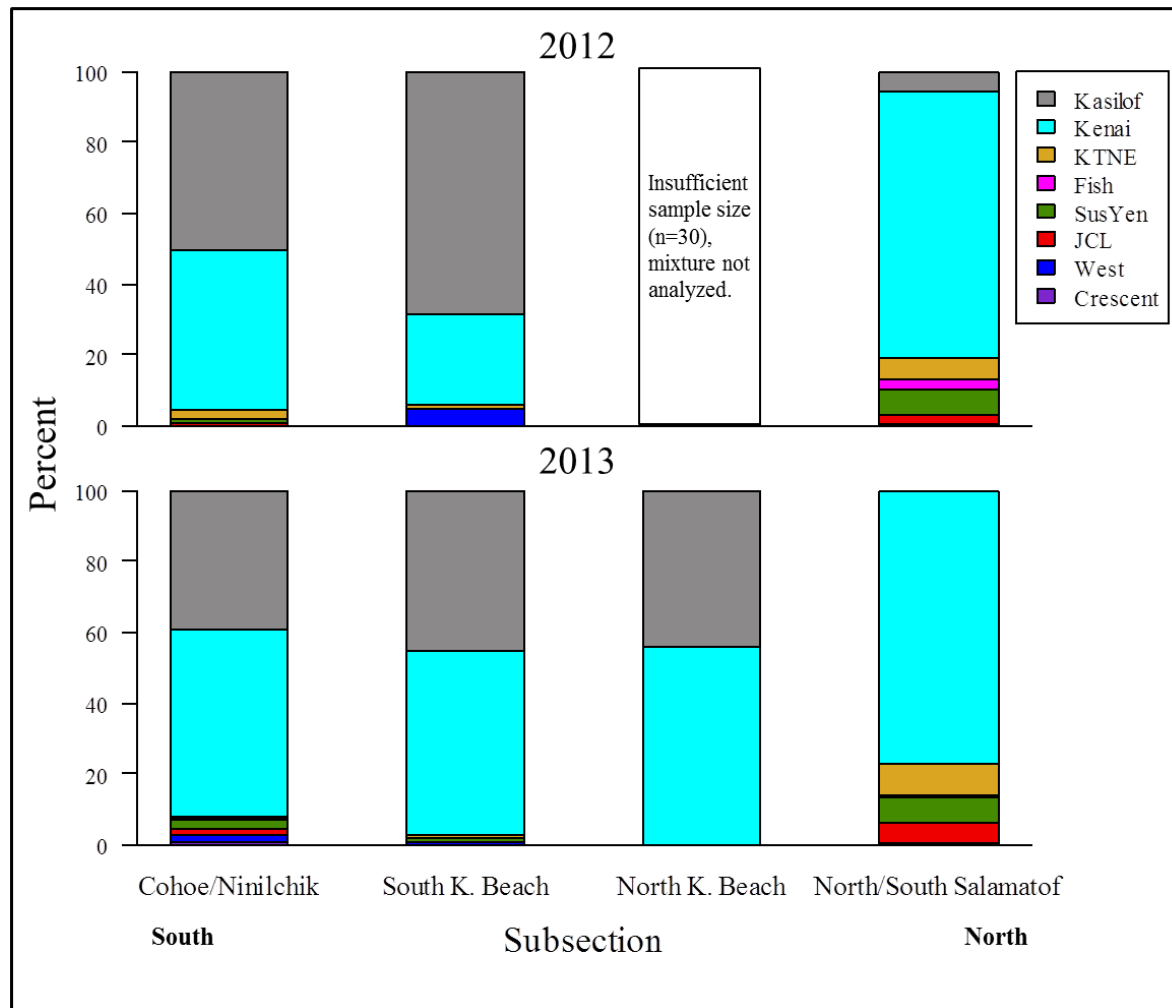 2012
100
80
60
40
20
0
Insufficient
sample size
(n=30),
mixture not
analyzed.
Kasilof
Kenai
KTNE
Fish
SusYen
JCL
West
Crescent
Percent
2013
100
80
60
40
20
0
Cohoe/Ninilchik
South K. Beach
North K. Beach
North/South Salamatof
South
Subsection
North